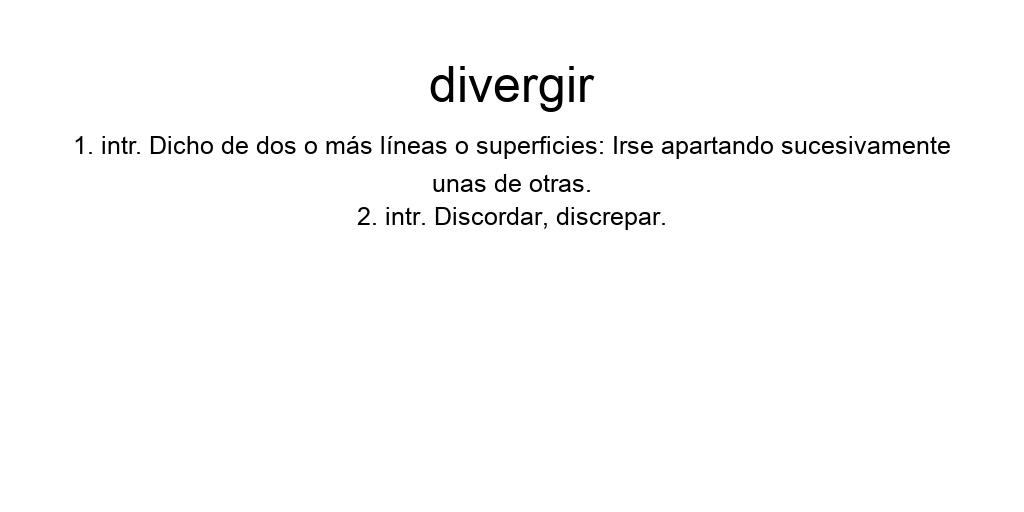 divergir
1. intr. Dicho de dos o más líneas o superficies: Irse apartando sucesivamente
unas de otras.
2. intr. Discordar, discrepar.